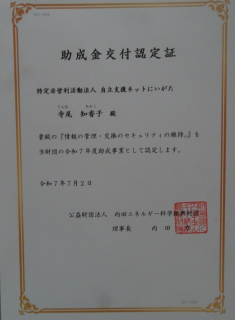 助成金交付認定証
特定非営利活動法人 自立支援ネットにいがた
寺尾 知香子 殿
貴殿の『情報の管理・交換のセキュリティの維持。』を
当財団の令和7年度助成事業として認定します。
令和7年7月2日
公益財団法人 内田エネルギー科学振興財団
理事長 内田 力